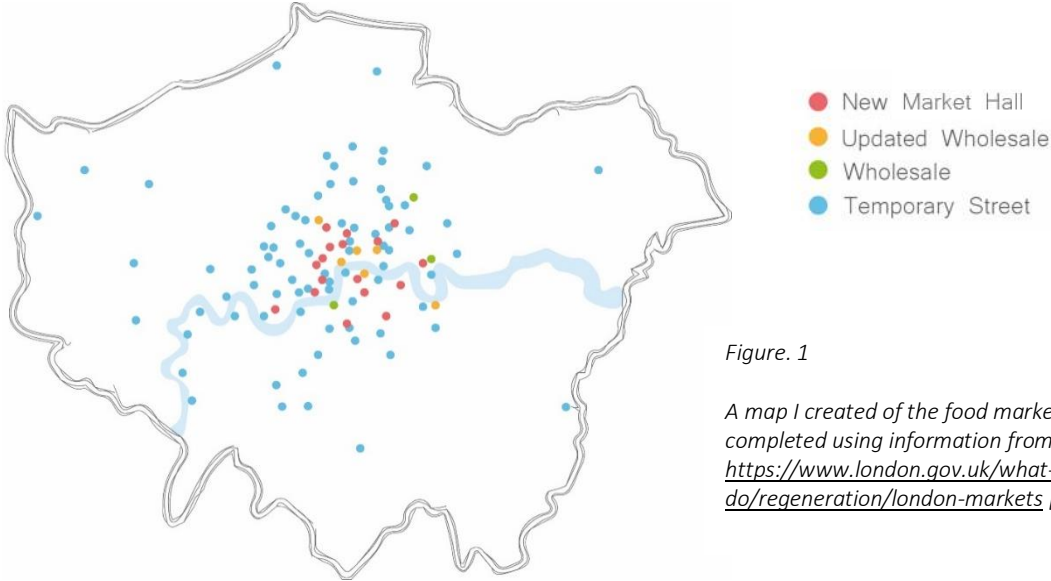 New Market Hall
Updated Wholesale
Wholesale
Temporary Street
Figure. 1
A map I created of the food marke
completed using information from
https://www.london.gov.uk/what-
do/regeneration/london-markets